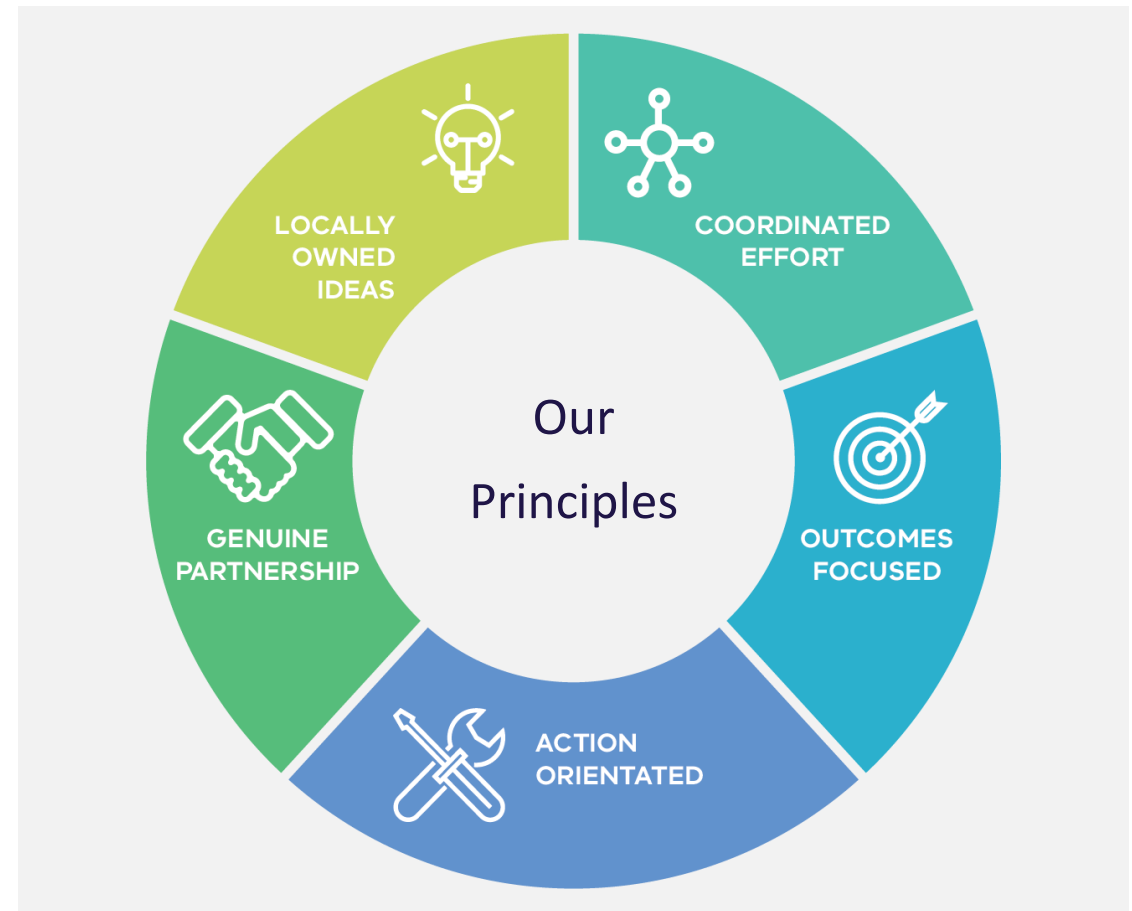 LOCALLY
OWNED
IDEAS
COORDINATED
EFFORT
Our
Principles
GENUINE
PARTNERSHIP
OUTCOMES
FOCUSED
ACTION
ORIENTATED